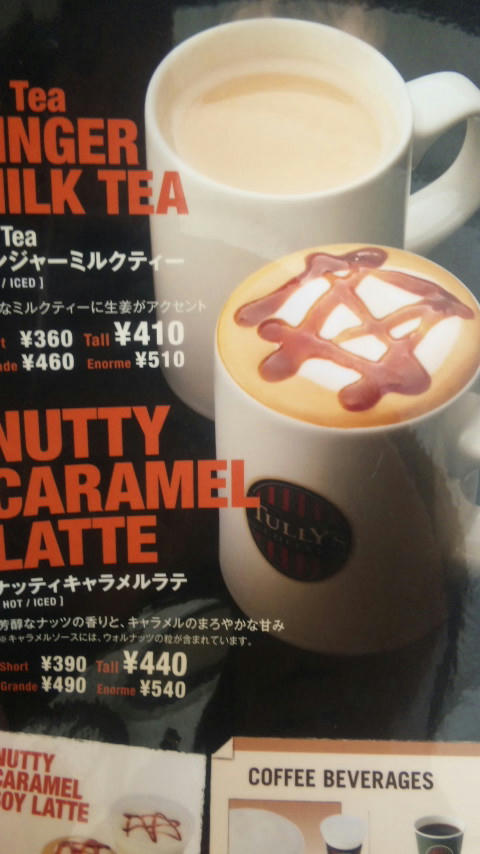 Tea
INGER
MILK TEA
Tea
ンジャーミルクティー
/ ICED ]
なミルクティーに生姜がアクセント
¥360 Tall ¥410
¥460 Enorme ¥510
NUTTY
CARAMEL
LATTE
ナッティキャラメルラテ
HOT / ICED ]
芳醇なナッツの香りと、キャラメルのまろやかな甘み
※キャラメルソースには、ウォルナッツの粒が含まれています。
Short ¥390 Tall ¥440
Grande ¥490 Enorme ¥540
TULLY'S
NUTTY
CARAMEL
SOY LATTE
COFFEE BEVERAGES